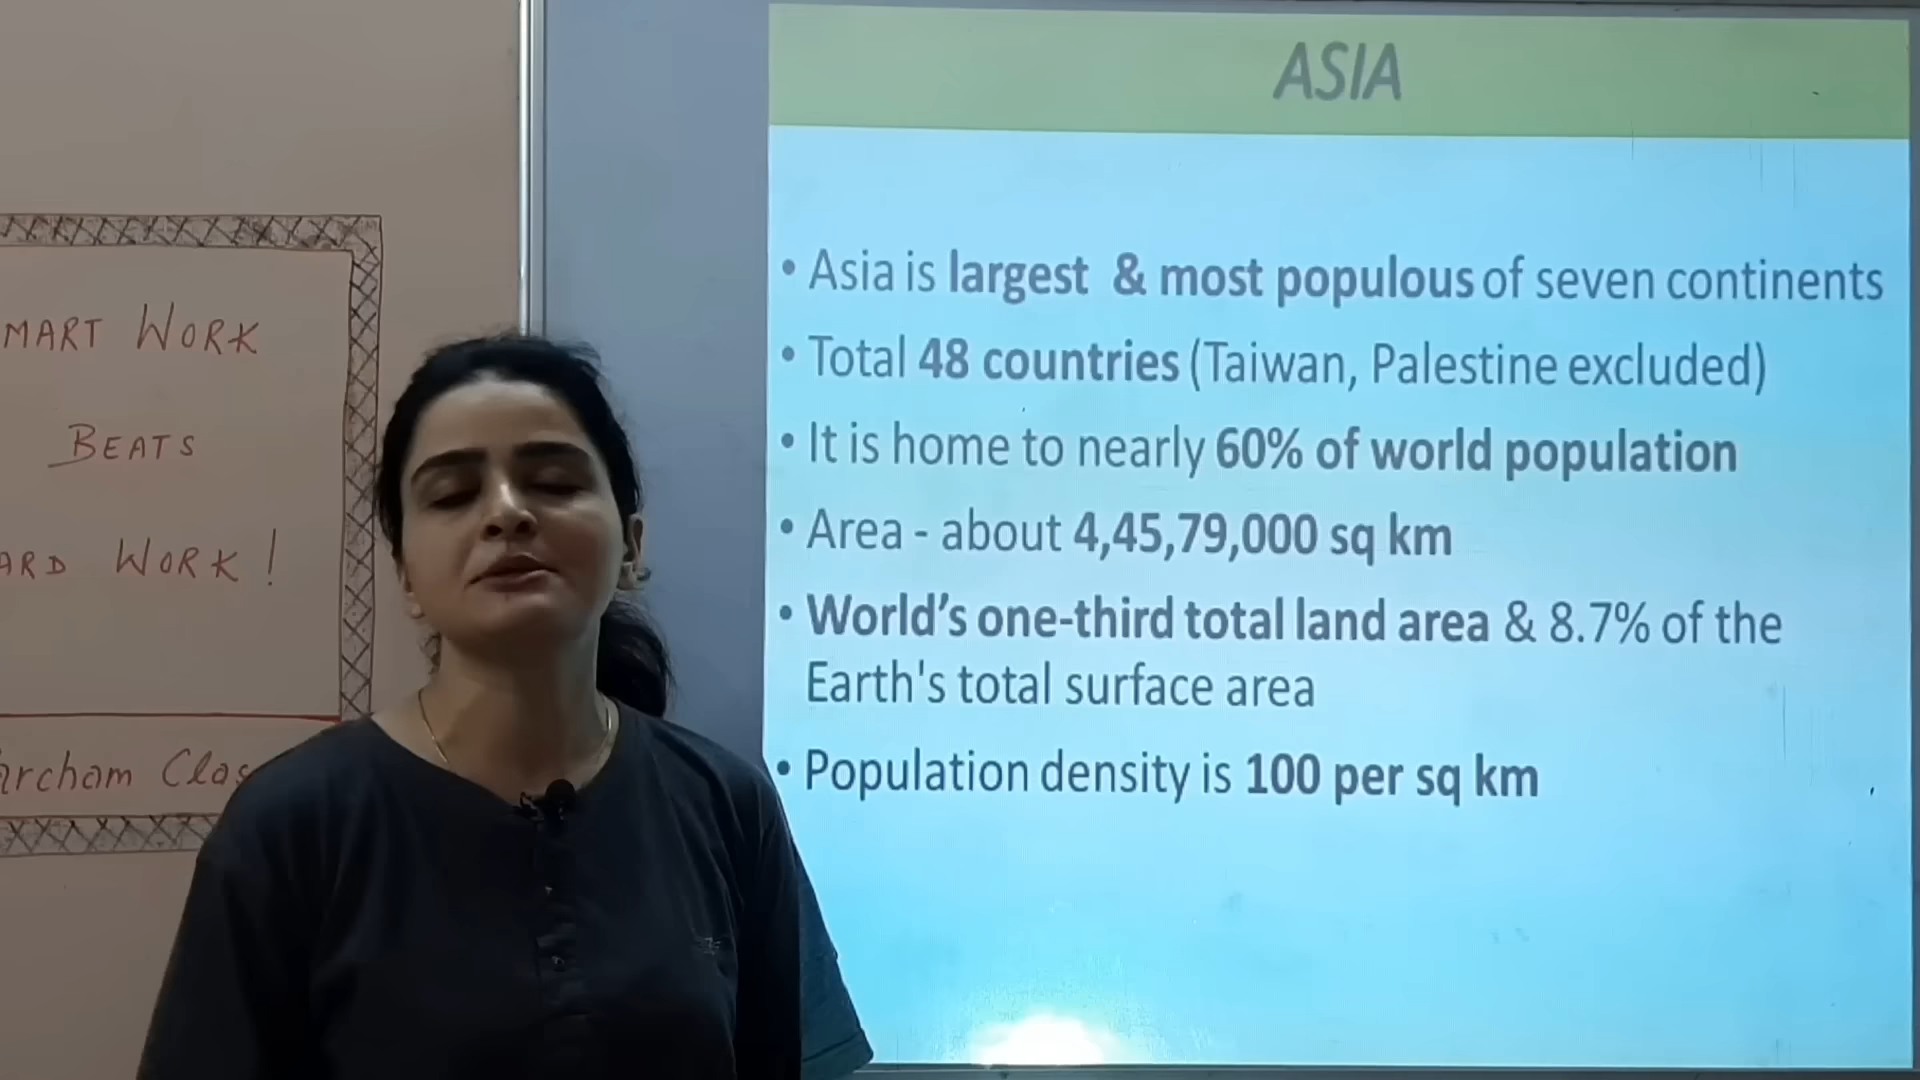 ASIA
• Asia is largest & most populous of seven continents
• Total 48 countries (Taiwan, Palestine excluded)
• It is home to nearly 60% of world population
• Area - about 4,45,79,000 sq km
• World's one-third total land area & 8.7% of the
Earth's total surface area
• Population density is 100 per sq km
MART WORK
BEATS
ARD WORK!
archam Clas